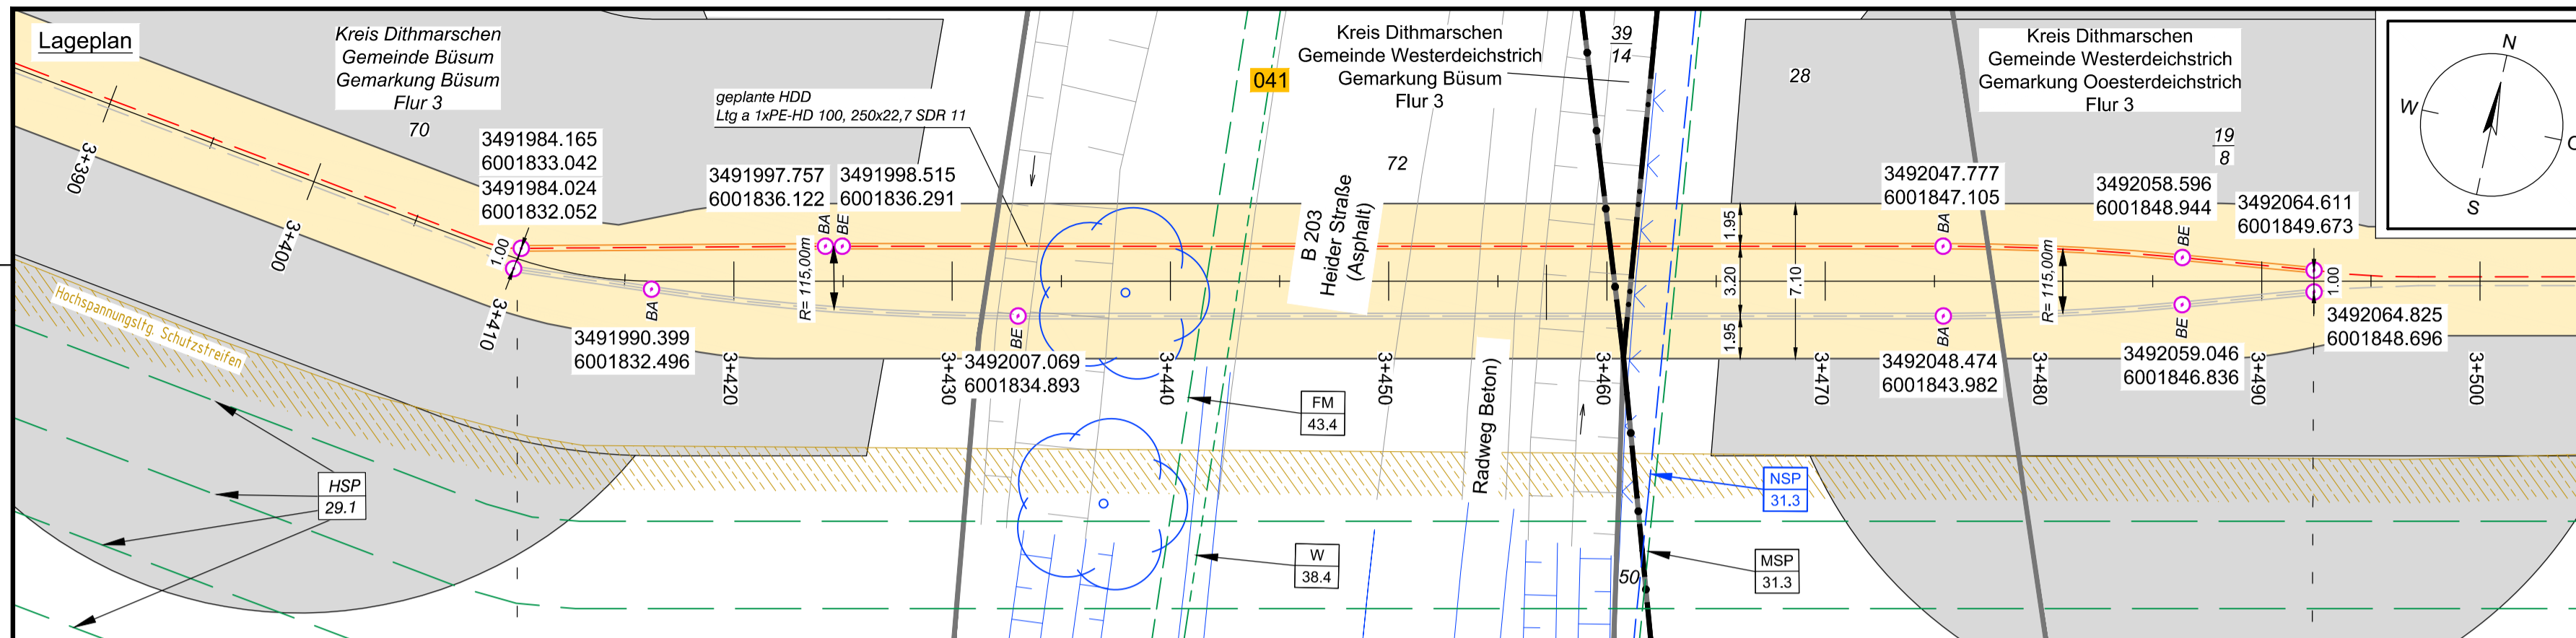 Lageplan
Kreis Dithmarschen
Gemeinde Büsum
Gemarkung Büsum
Flur 3
70
geplante HDD
Ltg a 1xPE-HD 100, 250x22,7 SDR 11
041
Kreis Dithmarschen
Gemeinde Westerdeichstrich
Gemarkung Büsum
Flur 3
39
14
72
28
Kreis Dithmarschen
Gemeinde Westerdeichstrich
Gemarkung Ooesterdeichstrich
Flur 3
19
8
N
W
O
S
3+390
3+400
3+410
3491984.165
6001833.042
3491984.024
6001832.052
1.00
3491997.757
6001836.122
3491998.515
6001836.291
BA
BE
R= 115,00m
3491990.399
6001832.496
BA
BE
3492007.069
6001834.893
B 203
Heider Straße
(Asphalt)
Radweg Beton)
1.95
3.20
1.95
7.10
3492047.777
6001847.105
BA
3492058.596
6001848.944
BE
3492064.611
6001849.673
R= 115,00m
1.00
3492048.474
6001843.982
BA
3492059.046
6001846.836
BE
3492064.825
6001848.696
3+420
3+430
3+440
3+450
3+460
3+470
3+480
3+490
3+500
Hochspannungsltg. Schutzstreifen
HSP
29.1
FM
43.4
W
38.4
NSP
31.3
MSP
31.3
50